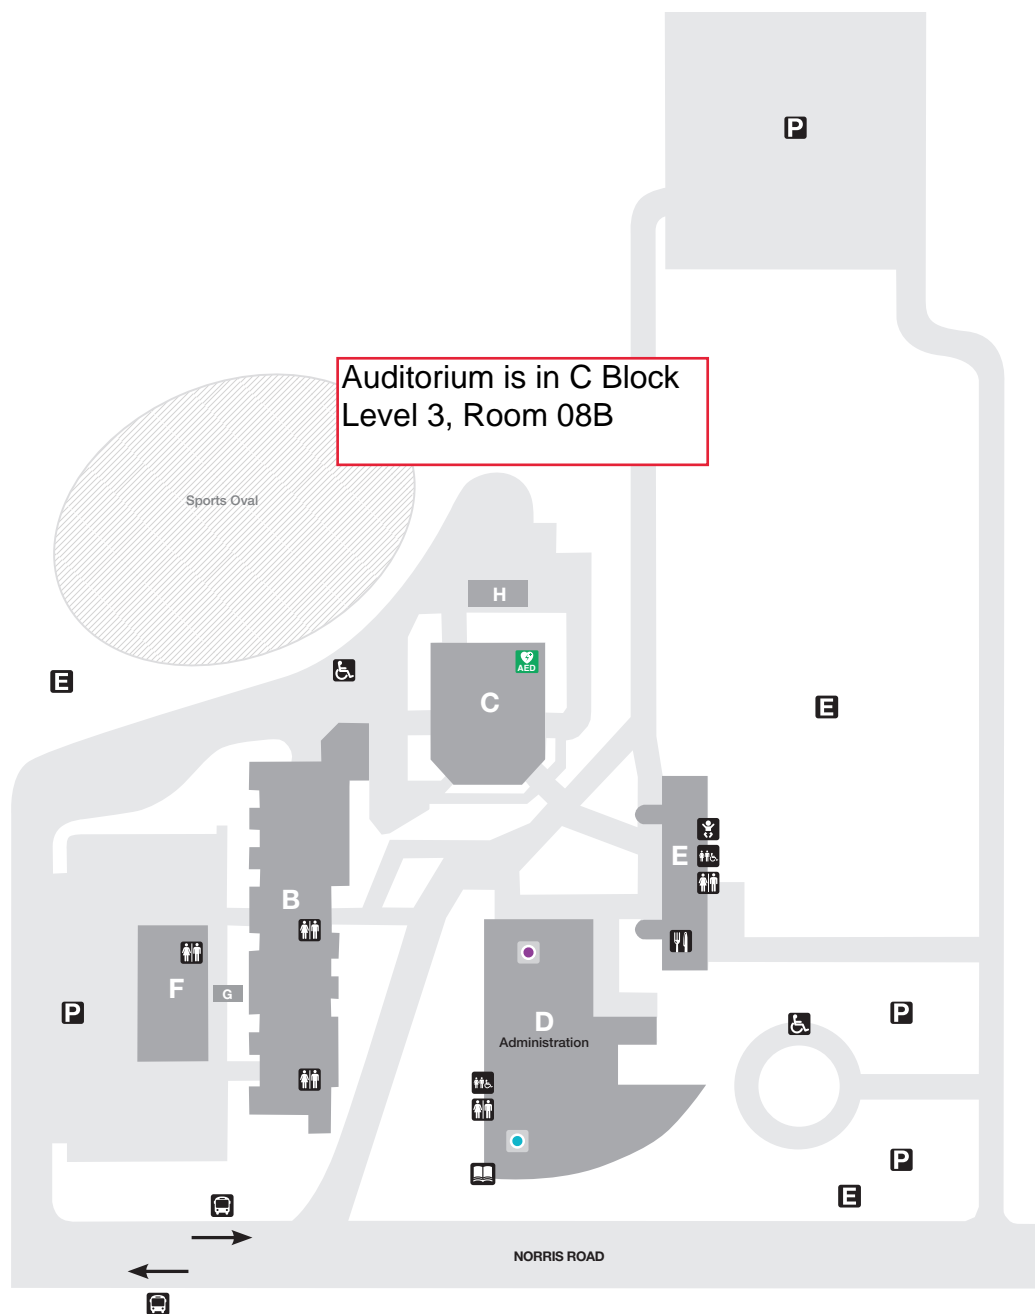 P
Auditorium is in C Block
Level 3, Room 08B
Sports Oval
H
AED
E
C
E
E
B
F
G
P
D
Administration
P
P
E
NORRIS ROAD